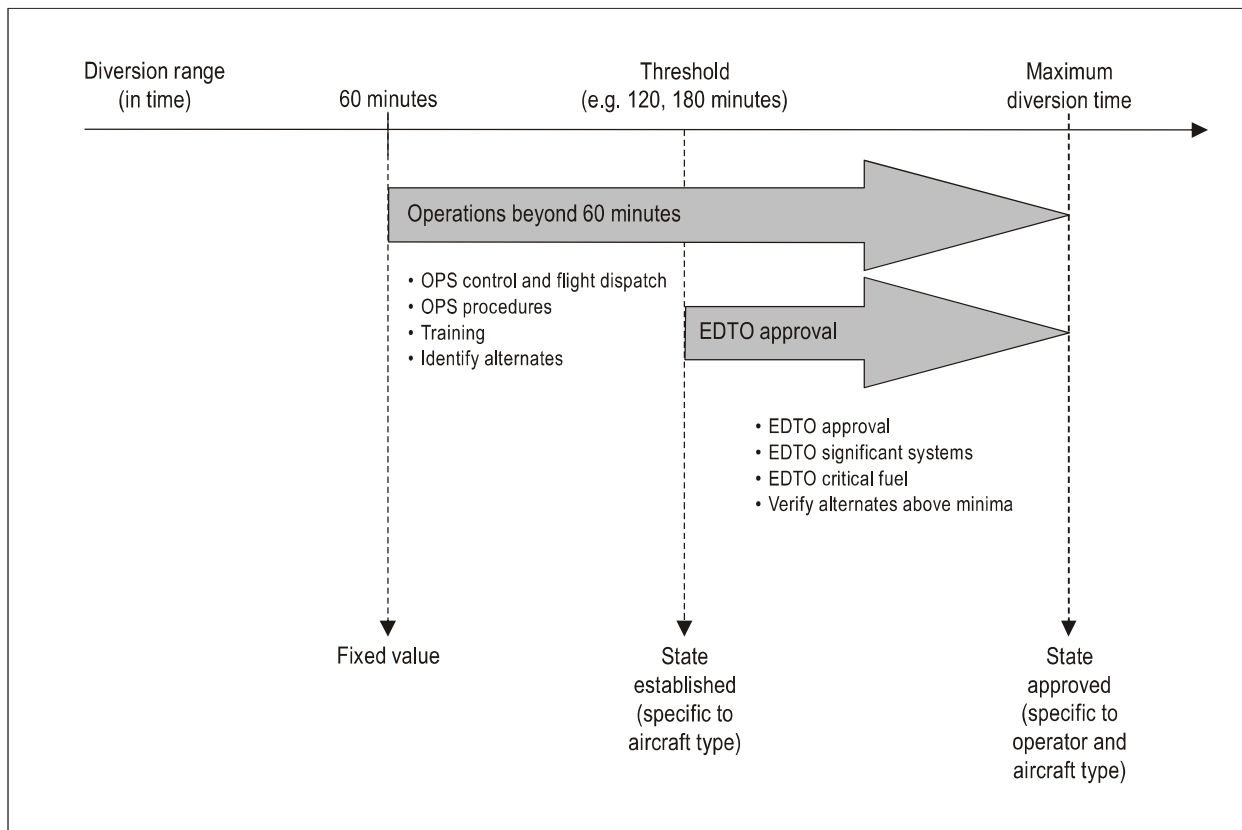 Diversion range
(in time)
60 minutes
Threshold
(e.g. 120, 180 minutes)
Maximum
diversion time
Operations beyond 60 minutes
• OPS control and flight dispatch
• OPS procedures
• Training
• Identify alternates
EDTO approval
• EDTO approval
• EDTO significant systems
• EDTO critical fuel
• Verify alternates above minima
Fixed value
State
established
(specific to
aircraft type)
State
approved
(specific to
operator and
aircraft type)